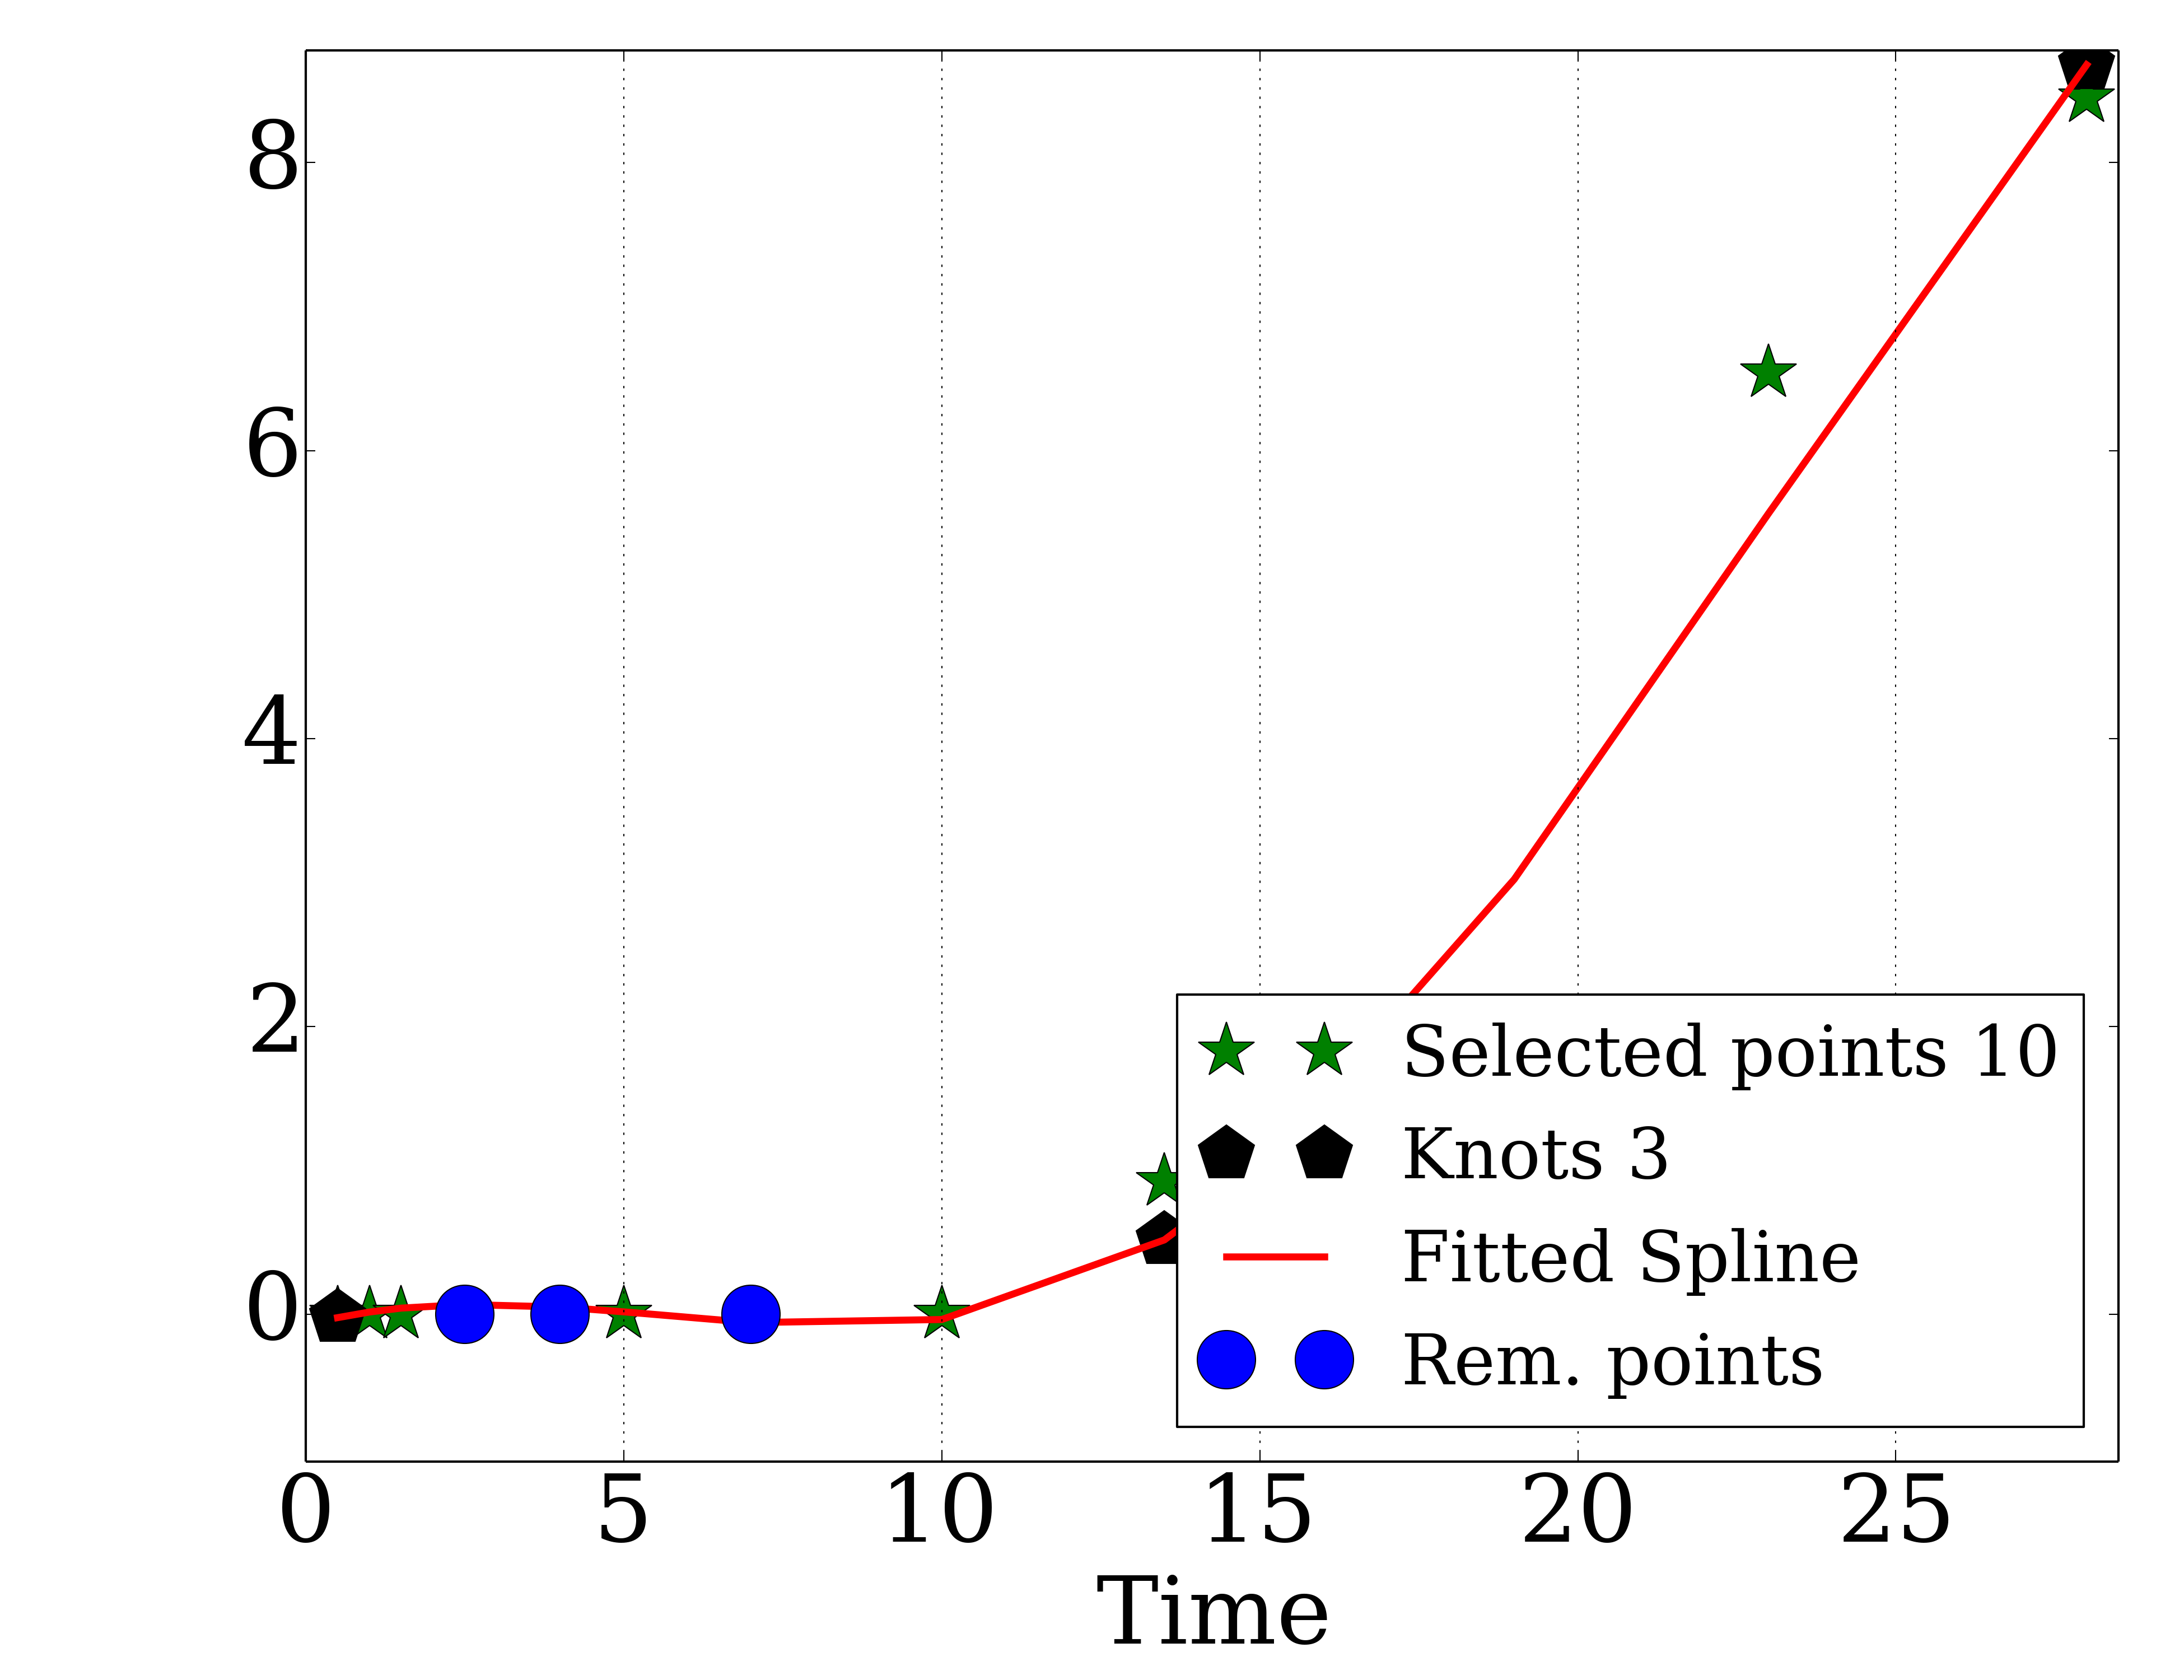 8
6
4
2
0
Selected points 10
Knots 3
Fitted Spline
Rem. points
0 5 10 15 20 25
Time